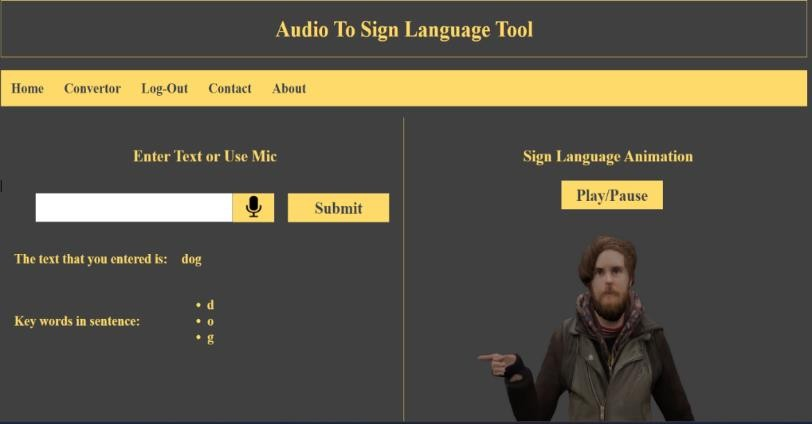 Audio To Sign Language Tool
Home Convertor Log-Out Contact About
Enter Text or Use Mic
Submit
The text that you entered is: dog
Key words in sentence:
• d
• o
• g
Sign Language Animation
Play/Pause